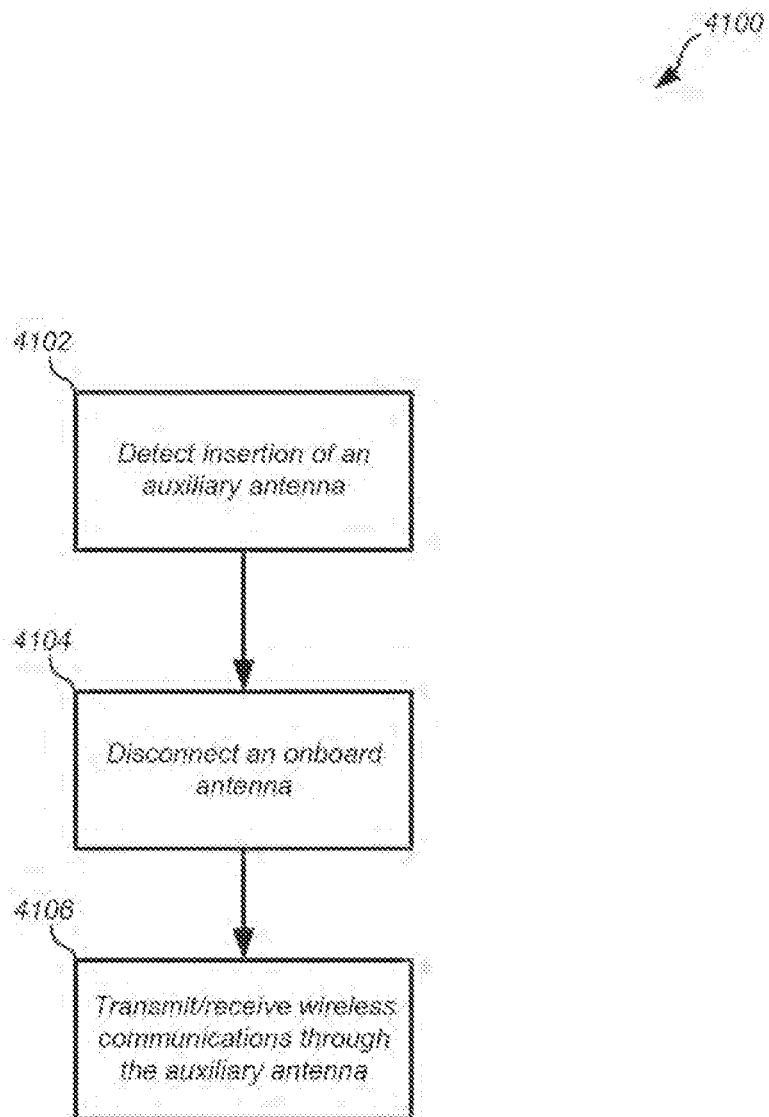 4100
4102
Detect insertion of an
auxiliary antenna
4104
Disconnect an onboard
antenna
4106
Transmit/receive wireless
communications through
the auxiliary antenna